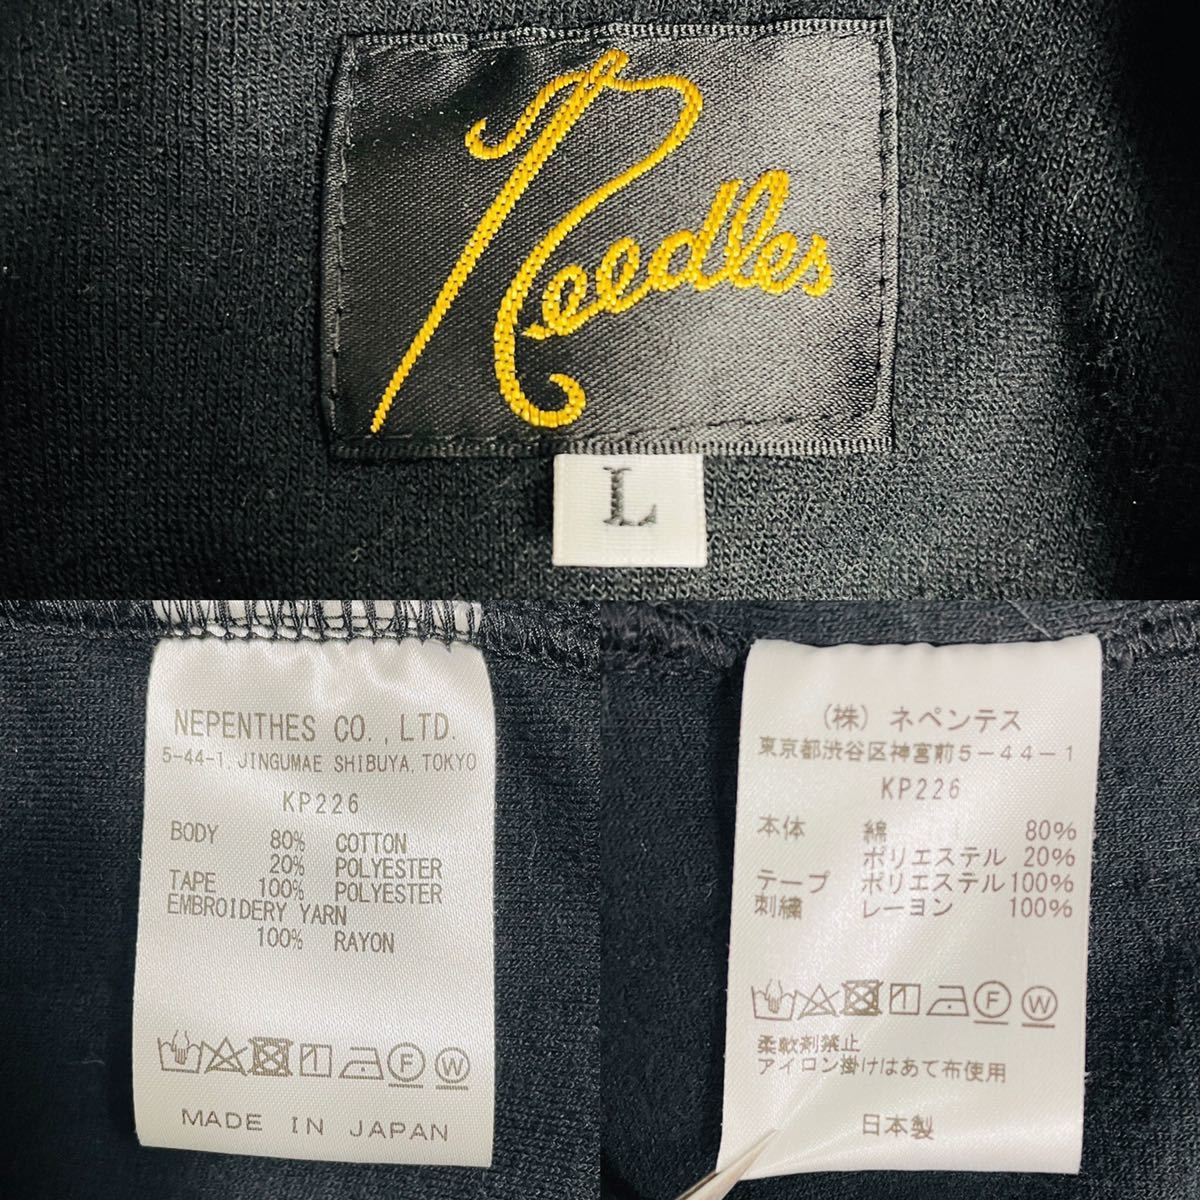 Needles
L
NEPENTHES CO., LTD.
5-44-1, JINGUMAE SHIBUYA, TOKYO
KP226
BODY 80% COTTON
20% POLYESTER
TAPE 100% POLYESTER
EMBROIDERY YARN
100% RAYON
F W
MADE IN JAPAN
(株) ネペンテス
東京都渋谷区神宮前5-44-1
KP226
本体 綿 80%
ポリエステル 20%
テープ ポリエステル100%
刺繍 レーヨン 100%
F W
柔軟剤禁止
アイロン掛けはあて布使用
日本製